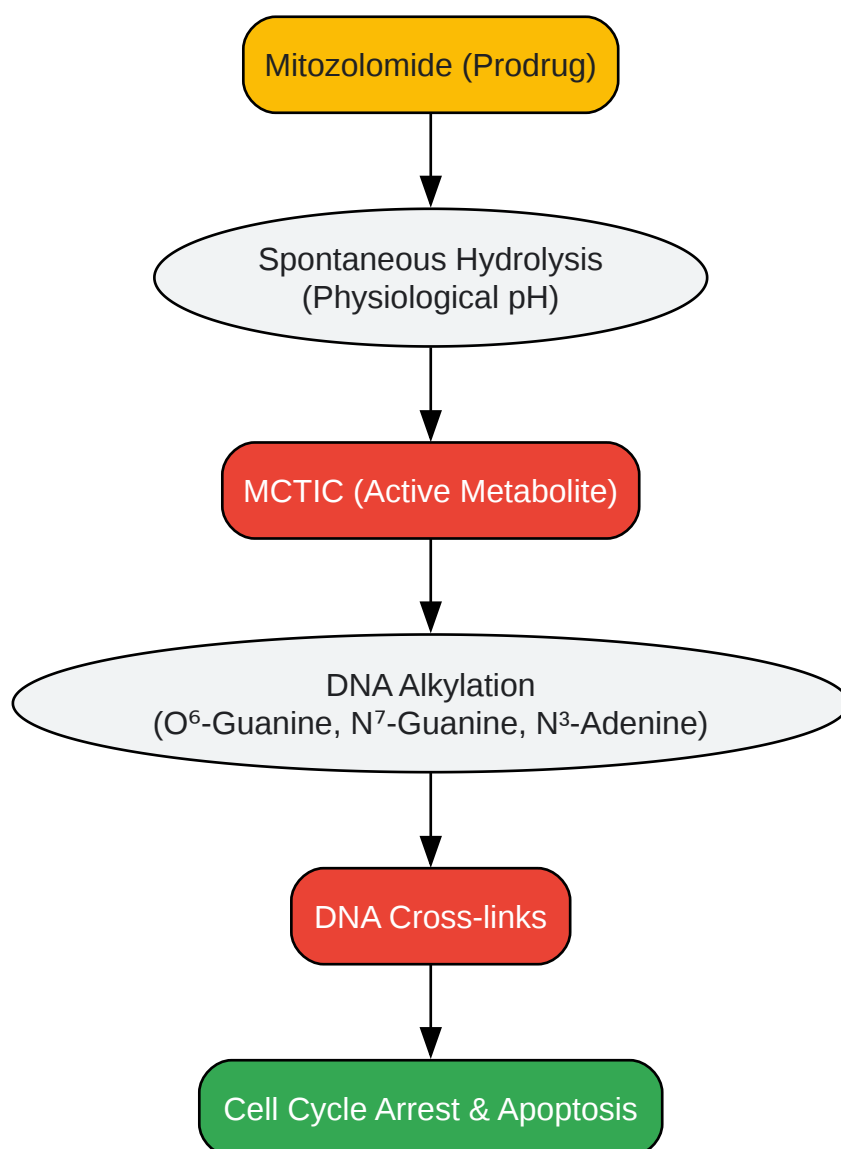 Mitozolomide (Prodrug)
Spontaneous Hydrolysis
(Physiological pH)
MCTIC (Active Metabolite)
DNA Alkylation
(O⁶-Guanine, N⁷-Guanine, N³-Adenine)
DNA Cross-links
Cell Cycle Arrest & Apoptosis